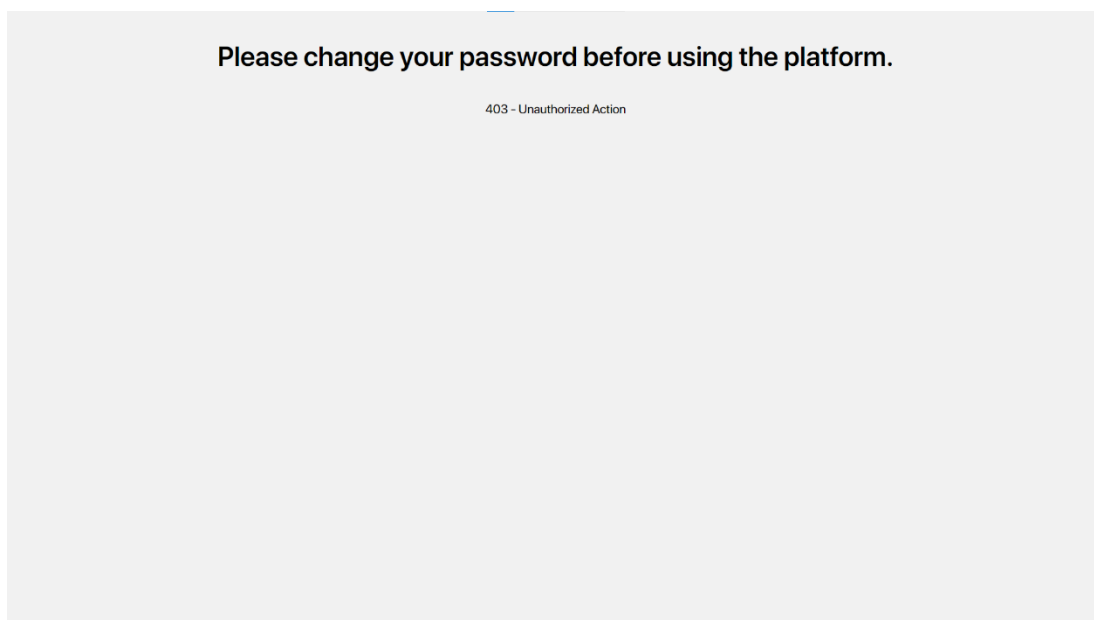 Please change your password before using the platform.
403 - Unauthorized Action